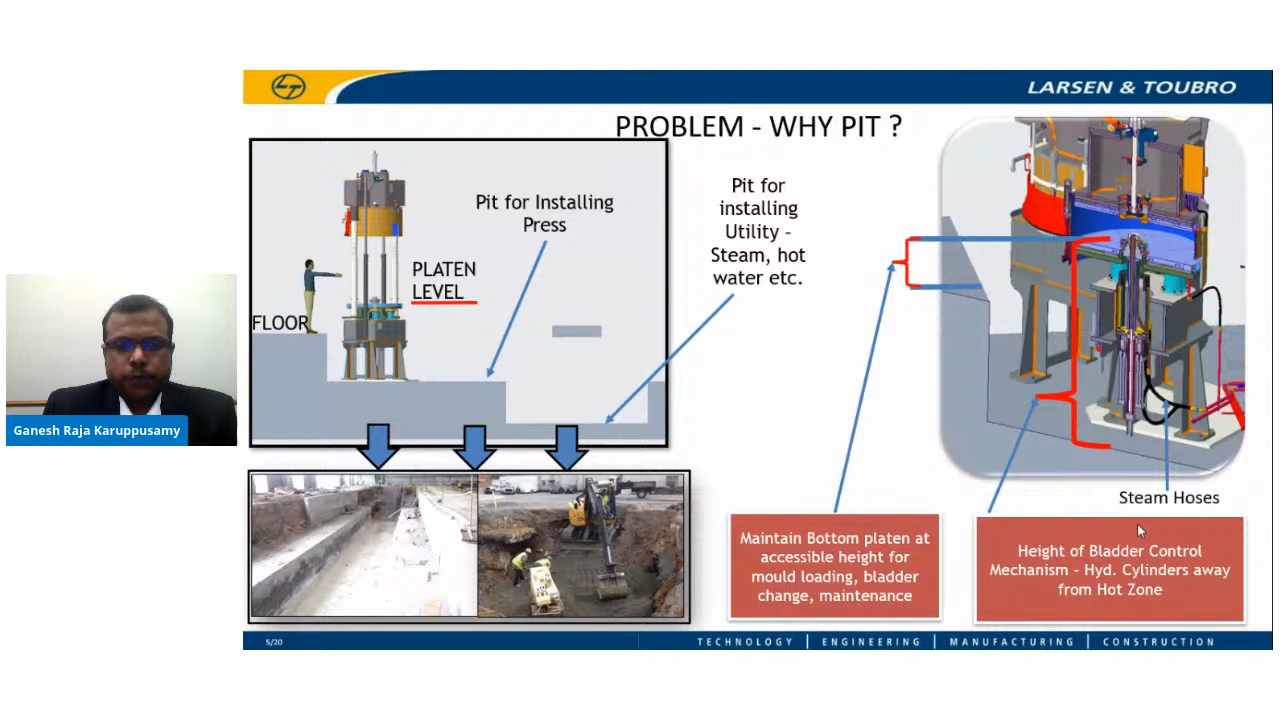 LARSEN & TOUBRO
PROBLEM - WHY PIT ?
Pit for Installing
Press
PLATEN
LEVEL
FLOOR
Pit for
installing
Utility -
Steam, hot
water etc.
Steam Hoses
Maintain Bottom platen at
accessible height for
mould loading, bladder
change, maintenance
Height of Bladder Control
Mechanism - Hyd. Cylinders away
from Hot Zone
Ganesh Raja Karuppusamy
5/20
TECHNOLOGY | ENGINEERING | MANUFACTURING | CONSTRUCTION